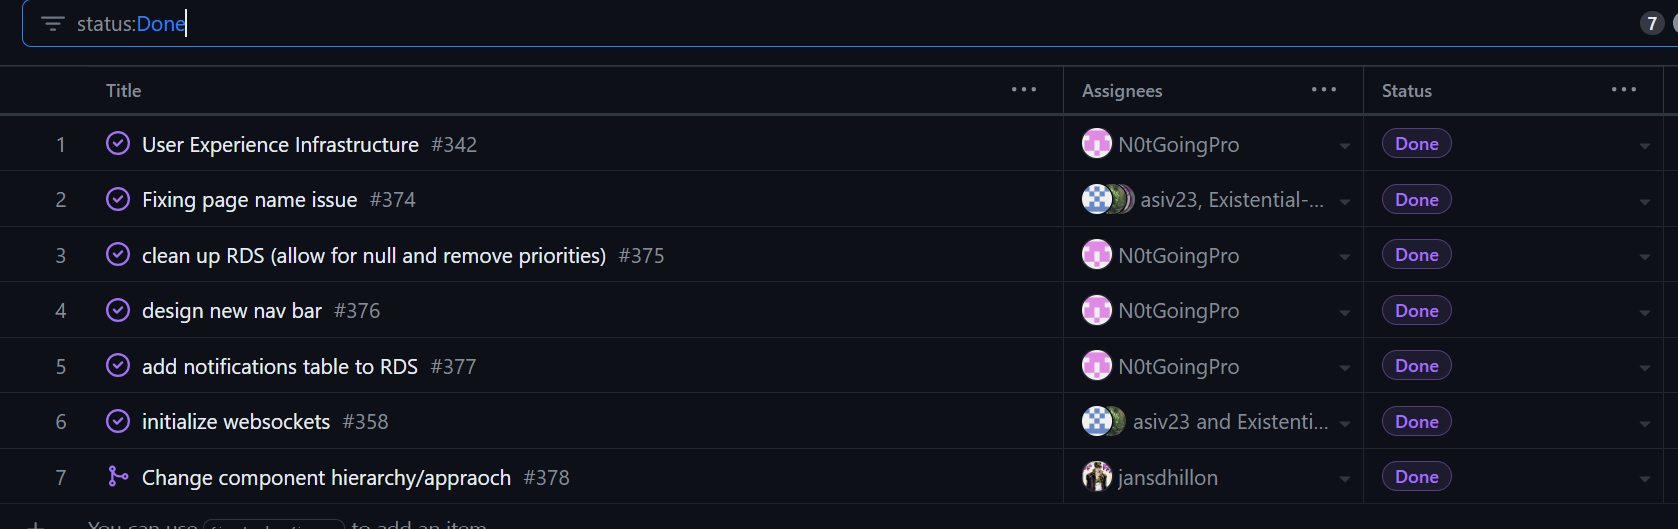 status:Done 7
Title Assignees Status
1 User Experience Infrastructure #342 N0tGoingPro Done
2 Fixing page name issue #374 asiv23, Existential-... Done
3 clean up RDS (allow for null and remove priorities) #375 N0tGoingPro Done
4 design new nav bar #376 N0tGoingPro Done
5 add notifications table to RDS #377 N0tGoingPro Done
6 initialize websockets #358 asiv23 and Existenti... Done
7 Change component hierarchy/appraoch #378 jansdhillon Done
You can use to add an item